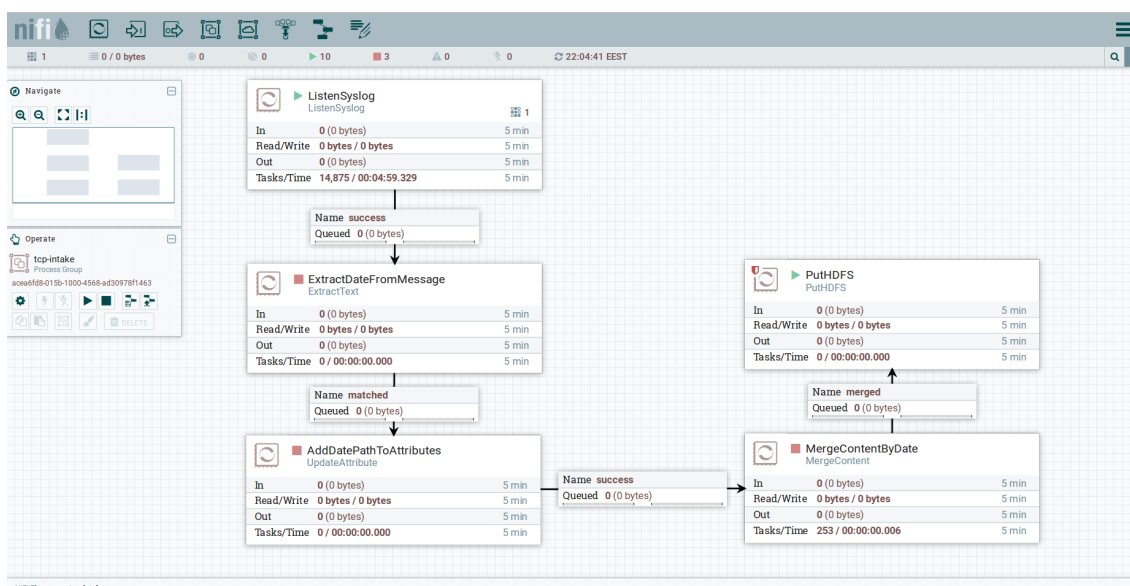 nifi
1
0 / 0 bytes
0
0
10
3
0
0
22:04:41 EEST
Navigate
Operate
tcp-intake
Process Group
acea6fd8-015b-1000-4568-ad30978f1463
DELETE
ListenSyslog
ListenSyslog
1
In 0 (0 bytes) 5 min
Read/Write 0 bytes / 0 bytes 5 min
Out 0 (0 bytes) 5 min
Tasks/Time 14,875 / 00:04:59.329 5 min
Name success
Queued 0 (0 bytes)
ExtractDateFromMessage
ExtractText
In 0 (0 bytes) 5 min
Read/Write 0 bytes / 0 bytes 5 min
Out 0 (0 bytes) 5 min
Tasks/Time 0 / 00:00:00.000 5 min
Name matched
Queued 0 (0 bytes)
AddDatePathToAttributes
UpdateAttribute
In 0 (0 bytes) 5 min
Read/Write 0 bytes / 0 bytes 5 min
Out 0 (0 bytes) 5 min
Tasks/Time 0 / 00:00:00.000 5 min
Name success
Queued 0 (0 bytes)
PutHDFS
PutHDFS
In 0 (0 bytes) 5 min
Read/Write 0 bytes / 0 bytes 5 min
Out 0 (0 bytes) 5 min
Tasks/Time 0 / 00:00:00.000 5 min
Name merged
Queued 0 (0 bytes)
MergeContentByDate
MergeContent
In 0 (0 bytes) 5 min
Read/Write 0 bytes / 0 bytes 5 min
Out 0 (0 bytes) 5 min
Tasks/Time 253 / 00:00:00.006 5 min